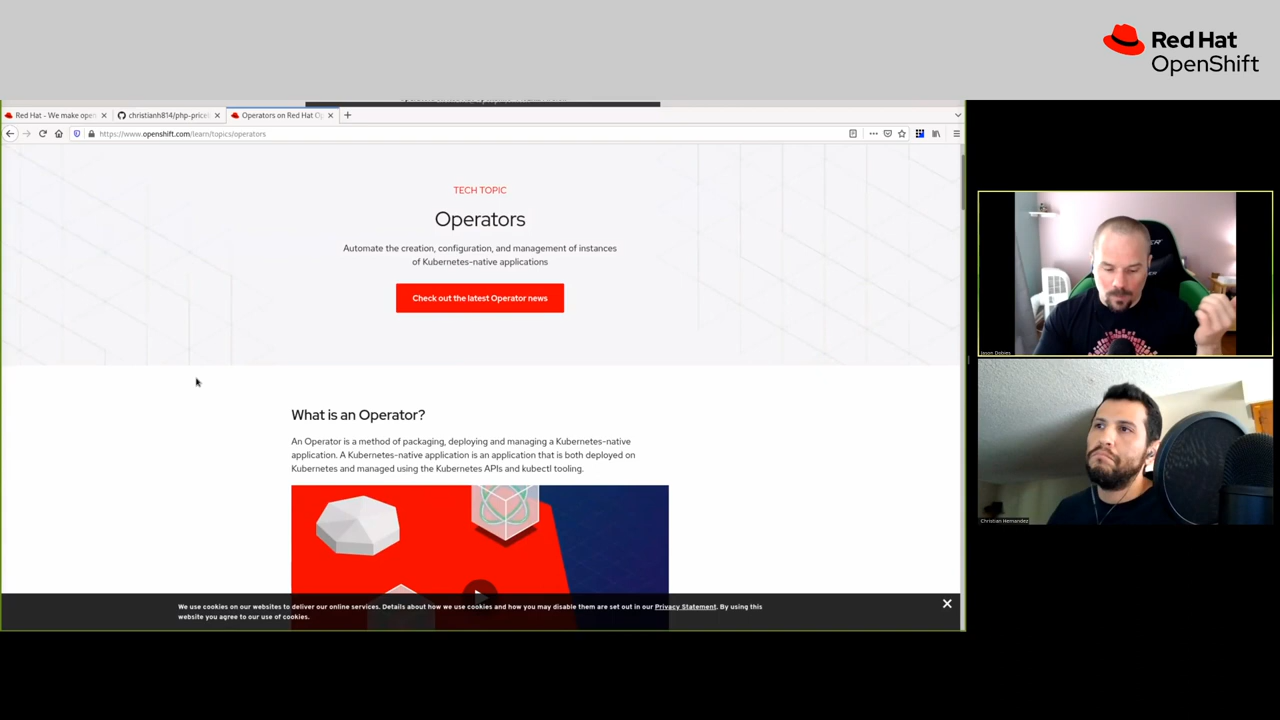 Red Hat
OpenShift
Red Hat - We make open
christianh814/php-pricel
Operators on Red Hat O
https://www.openshift.com/learn/topics/operators
TECH TOPIC
Operators
Automate the creation, configuration, and management of instances
of Kubernetes-native applications
Check out the latest Operator news
What is an Operator?
An Operator is a method of packaging, deploying and managing a Kubernetes-native
application. A Kubernetes-native application is an application that is both deployed on
Kubernetes and managed using the Kubernetes APIs and kubectl tooling.
We use cookies on our websites to deliver our online services. Details about how we use cookies and how you may disable them are set out in our Privacy Statement. By using this
website you agree to our use of cookies.
Jason Dobies
Christian Hernandez